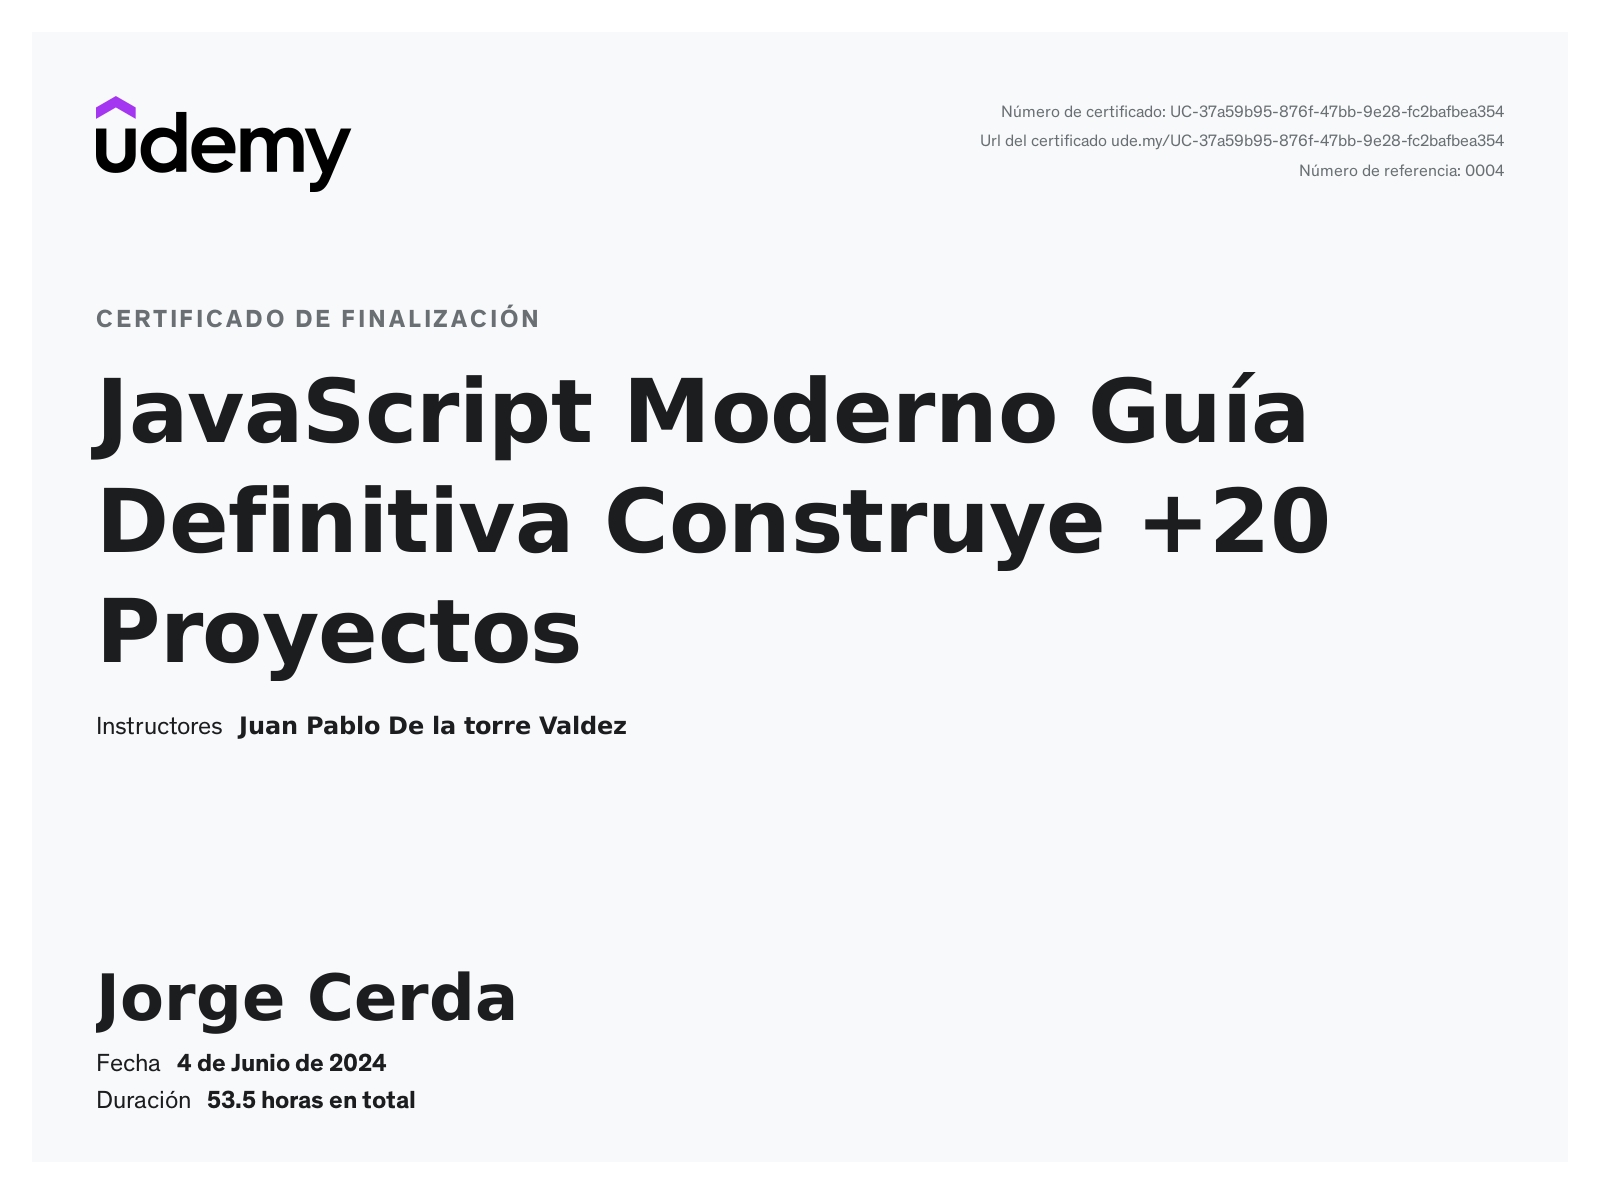 udemy
Número de certificado: UC-37a59b95-876f-47bb-9e28-fc2bafbea354
Url del certificado ude.my/UC-37a59b95-876f-47bb-9e28-fc2bafbea354
Número de referencia: 0004
CERTIFICADO DE FINALIZACIÓN
JavaScript Moderno Guía
Definitiva Construye +20
Proyectos
Instructores Juan Pablo De la torre Valdez
Jorge Cerda
Fecha 4 de Junio de 2024
Duración 53.5 horas en total